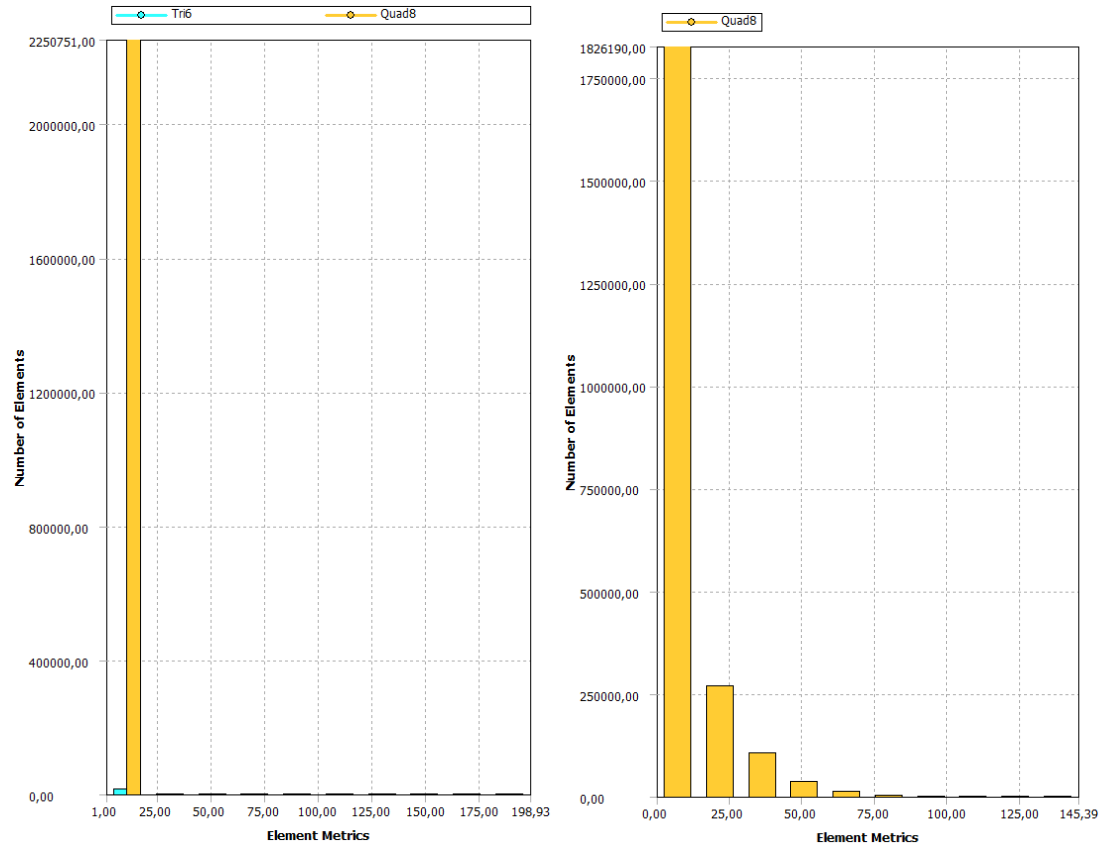 Tri6 Quad8
2250751,00
2000000,00
1600000,00
1200000,00
800000,00
400000,00
0,00
Number of Elements
1,00 25,00 50,00 75,00 100,00 125,00 150,00 175,00 198,93
Element Metrics
Quad8
1826190,00
1750000,00
1500000,00
1250000,00
1000000,00
750000,00
500000,00
250000,00
0,00
Number of Elements
0,00 25,00 50,00 75,00 100,00 125,00 145,39
Element Metrics